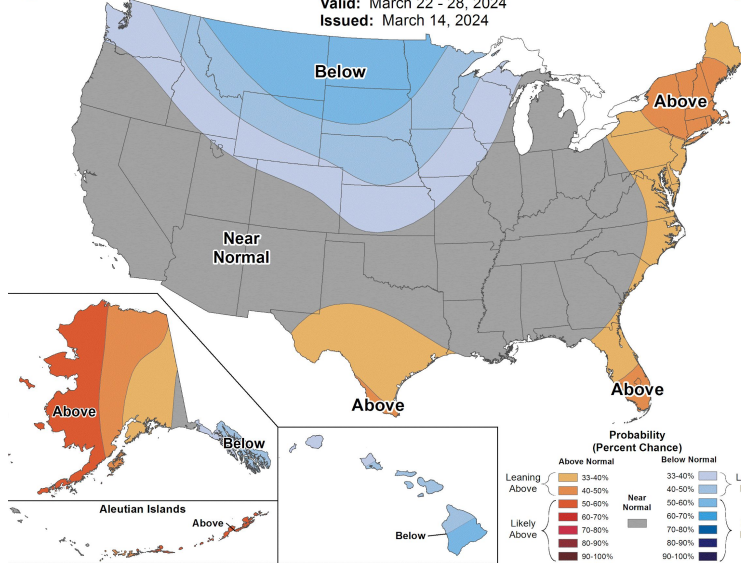 Valid: March 22 - 28, 2024
Issued: March 14, 2024
Below
Above
Near
Normal
Above
Above
Above
Below
Aleutian Islands
Above
Below
Probability
(Percent Chance)
Above Normal
Below Normal
Leaning
Above
33-40%
40-50%
Likely
Above
50-60%
60-70%
70-80%
80-90%
90-100%
Near
Normal
33-40%
40-50%
50-60%
60-70%
70-80%
80-90%
90-100%